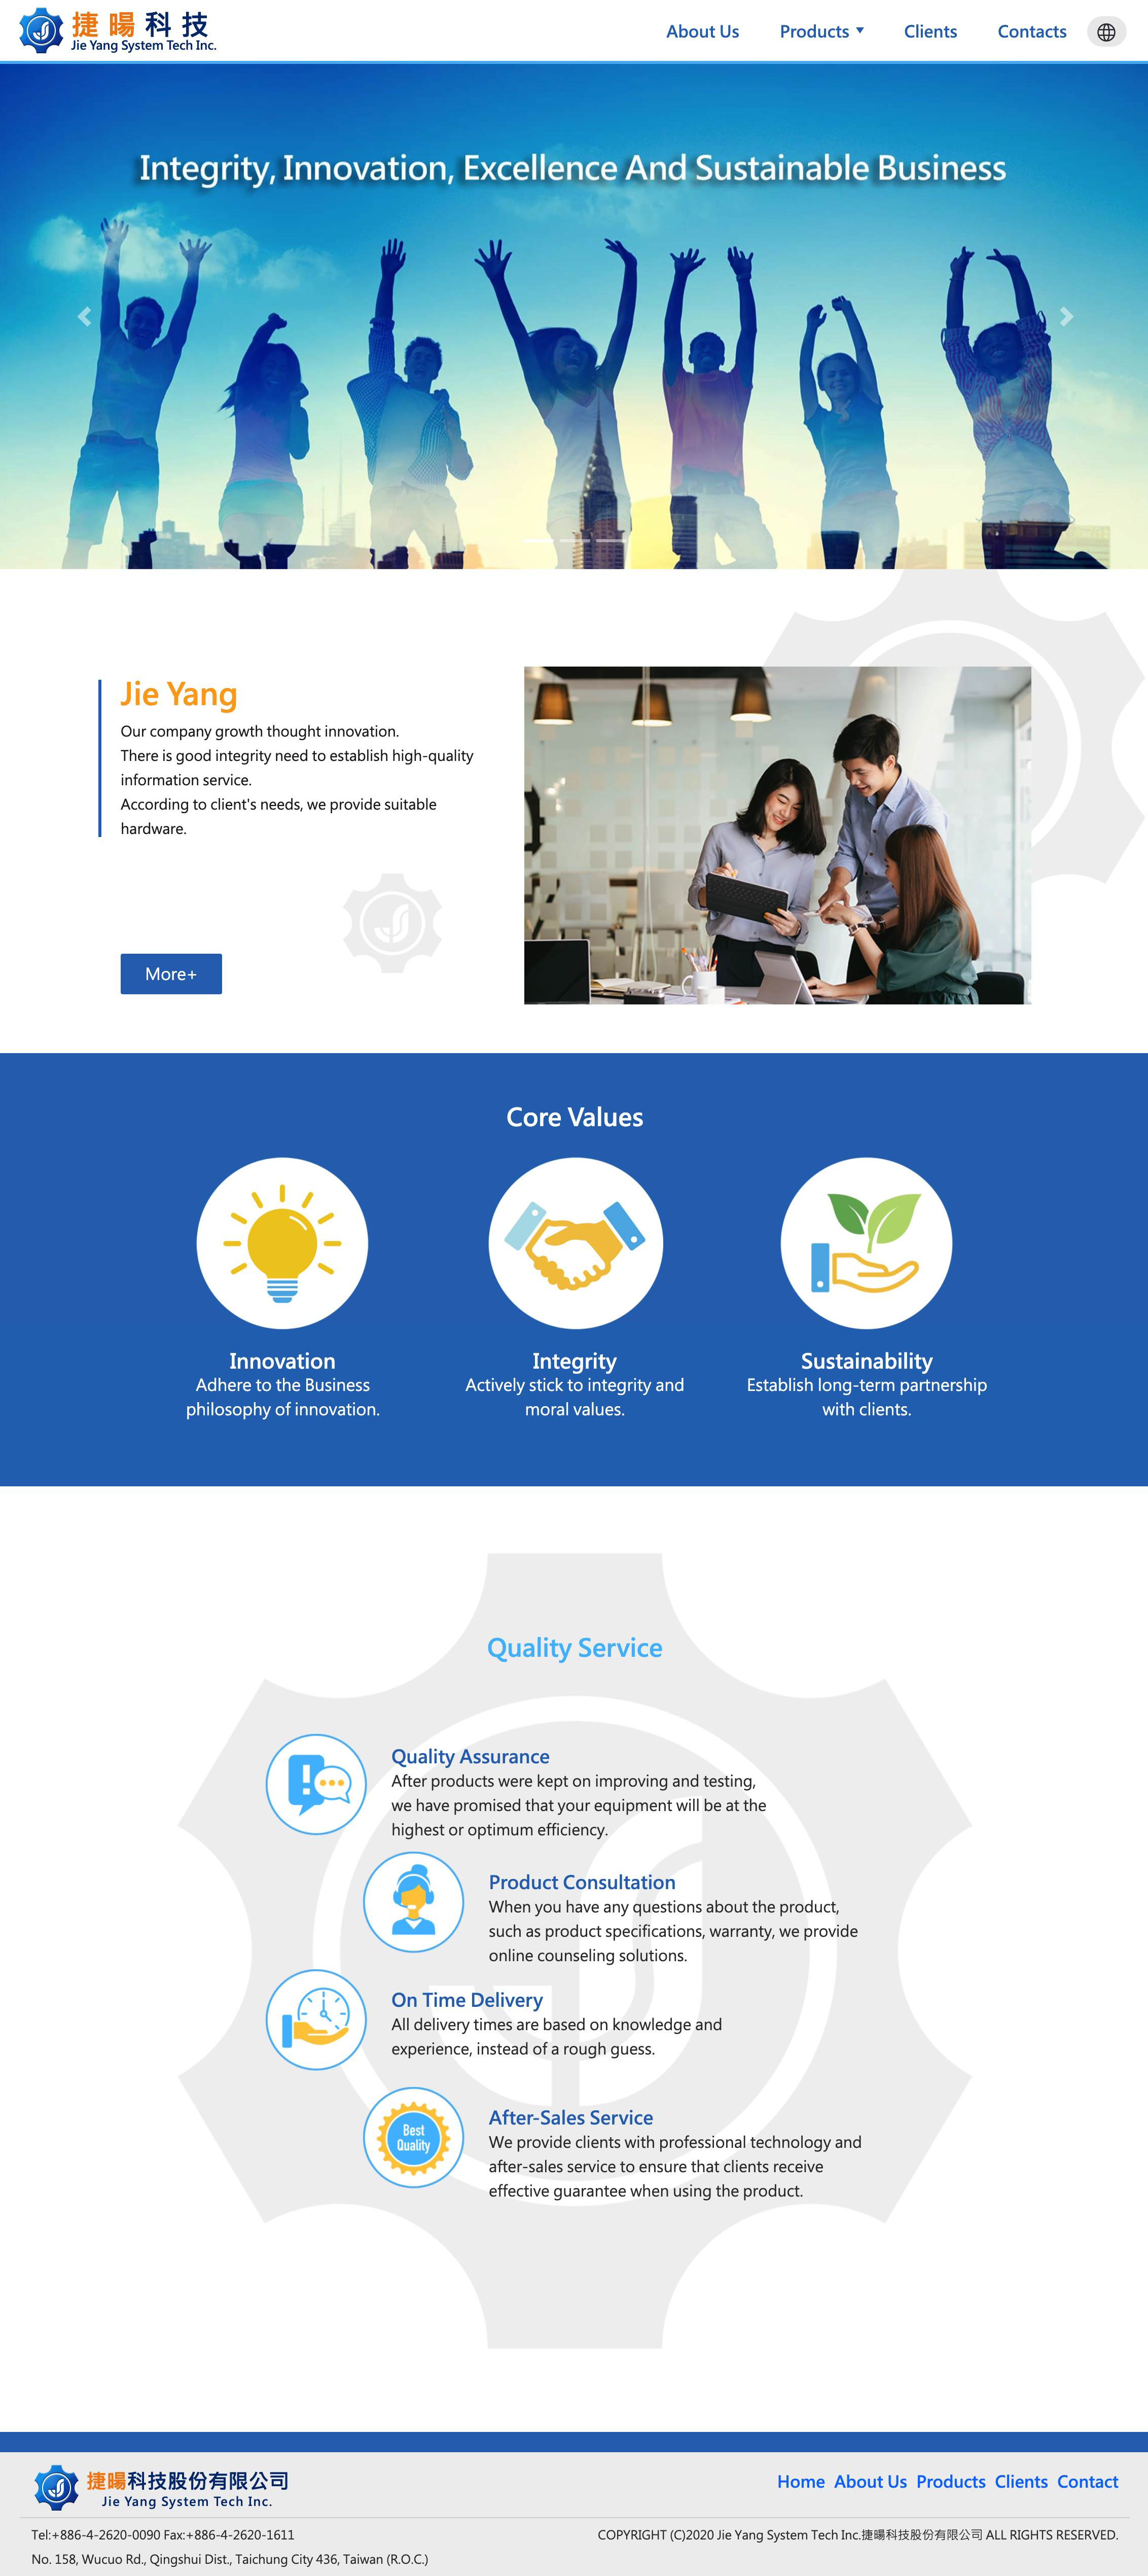 捷暘科技
Jie Yang System Tech Inc.
About Us Products ▼ Clients Contacts
Integrity, Innovation, Excellence And Sustainable Business
Jie Yang
Our company growth thought innovation.
There is good integrity need to establish high-quality
information service.
According to client's needs, we provide suitable
hardware.
More+
Core Values
Innovation
Adhere to the Business
philosophy of innovation.
Integrity
Actively stick to integrity and
moral values.
Sustainability
Establish long-term partnership
with clients.
Quality Service
Quality Assurance
After products were kept on improving and testing,
we have promised that your equipment will be at the
highest or optimum efficiency.
Product Consultation
When you have any questions about the product,
such as product specifications, warranty, we provide
online counseling solutions.
On Time Delivery
All delivery times are based on knowledge and
experience, instead of a rough guess.
Best
Quality
After-Sales Service
We provide clients with professional technology and
after-sales service to ensure that clients receive
effective guarantee when using the product.
捷暘科技股份有限公司
Jie Yang System Tech Inc.
Home About Us Products Clients Contact
Tel:+886-4-2620-0090 Fax:+886-4-2620-1611
COPYRIGHT (C)2020 Jie Yang System Tech Inc.捷暘科技股份有限公司 ALL RIGHTS RESERVED.
No. 158, Wucuo Rd., Qingshui Dist., Taichung City 436, Taiwan (R.O.C.)